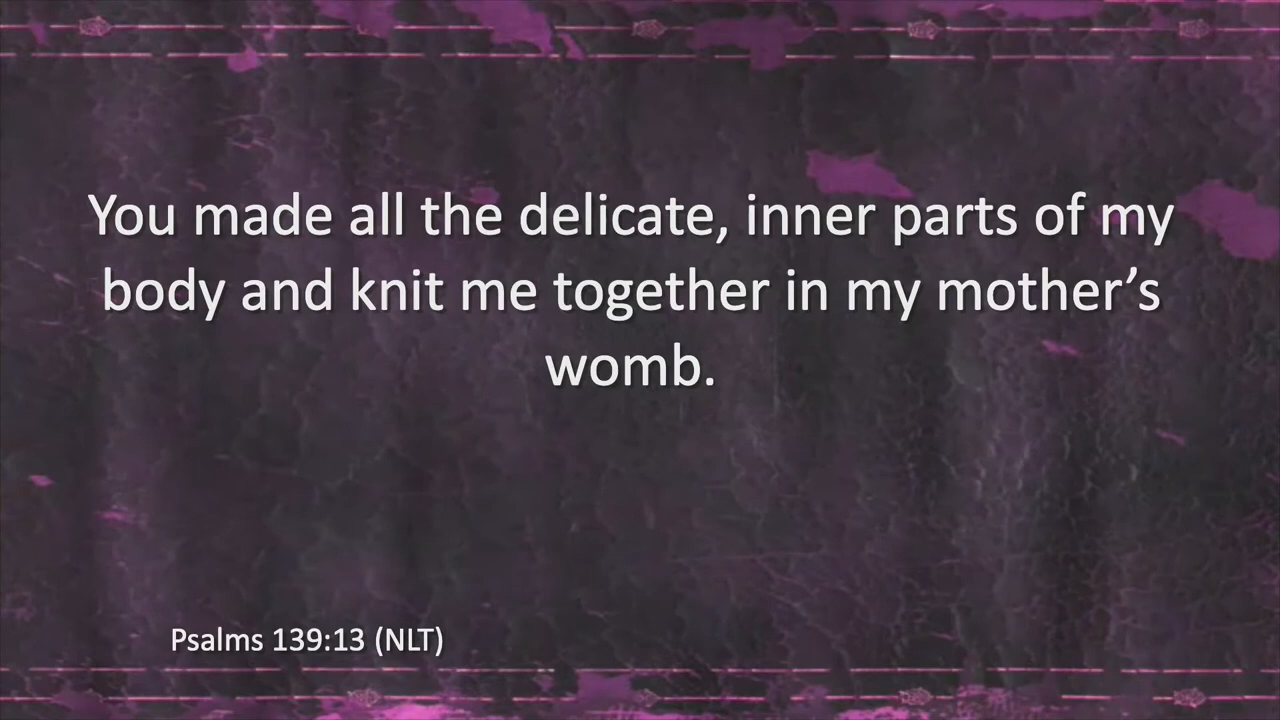 You made all the delicate, inner parts of my
body and knit me together in my mother’s
womb.
Psalms 139:13 (NLT)